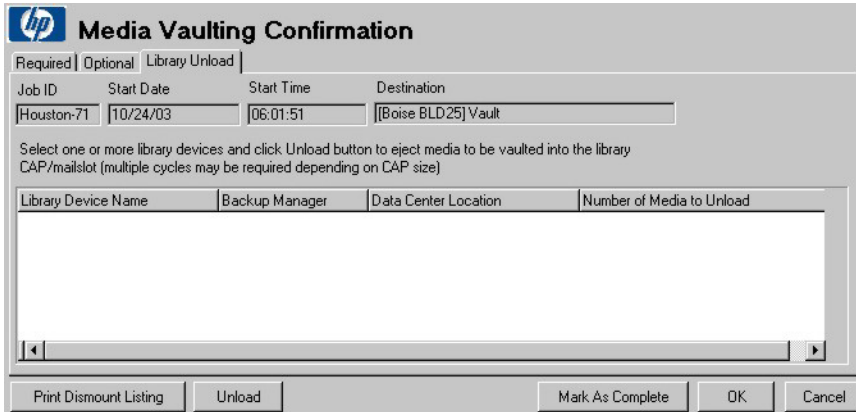 hp Media Vaulting Confirmation
Required Optional Library Unload
Job ID Start Date Start Time Destination
Houston-71 10/24/03 06:01:51 [[Boise BLD25] Vault
Select one or more library devices and click Unload button to eject media to be vaulted into the library
CAP/mailslot (multiple cycles may be required depending on CAP size)
Library Device Name Backup Manager Data Center Location Number of Media to Unload
Print Dismount Listing Unload Mark As Complete OK Cancel